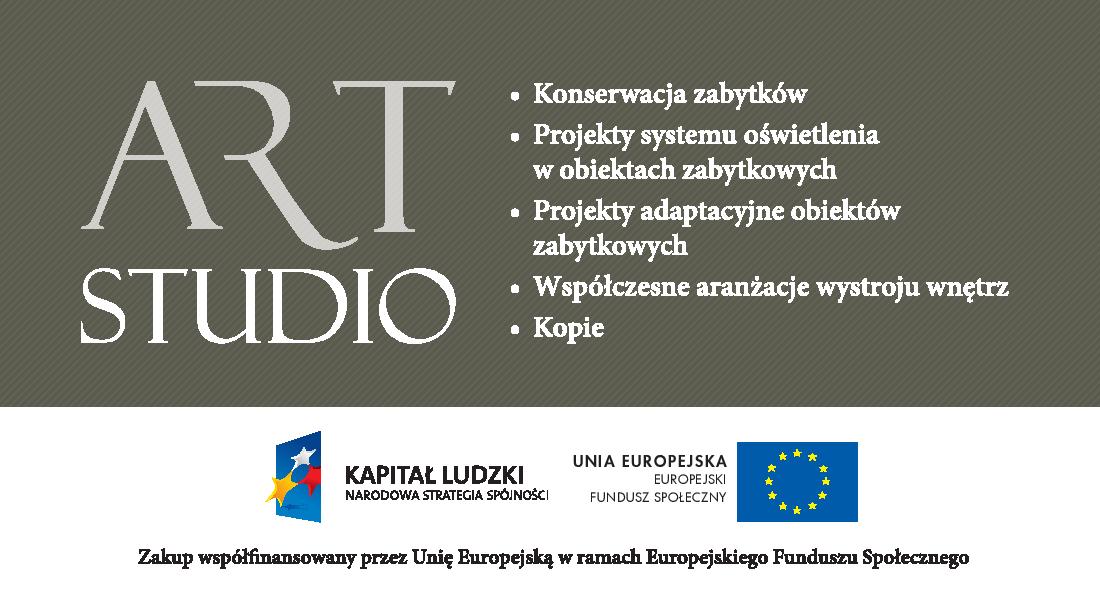 ART
STUDIO
• Konserwacja zabytków
• Projekty systemu oświetlenia
w obiektach zabytkowych
• Projekty adaptacyjne obiektów
zabytkowych
• Współczesne aranżacje wystroju wnętrz
• Kopie
KAPITAŁ LUDZKI
NARODOWA STRATEGIA SPÓJNOŚCI
UNIA EUROPEJSKA
EUROPEJSKI
FUNDUSZ SPOŁECZNY
Zakup współfinansowany przez Unię Europejską w ramach Europejskiego Funduszu Społecznego